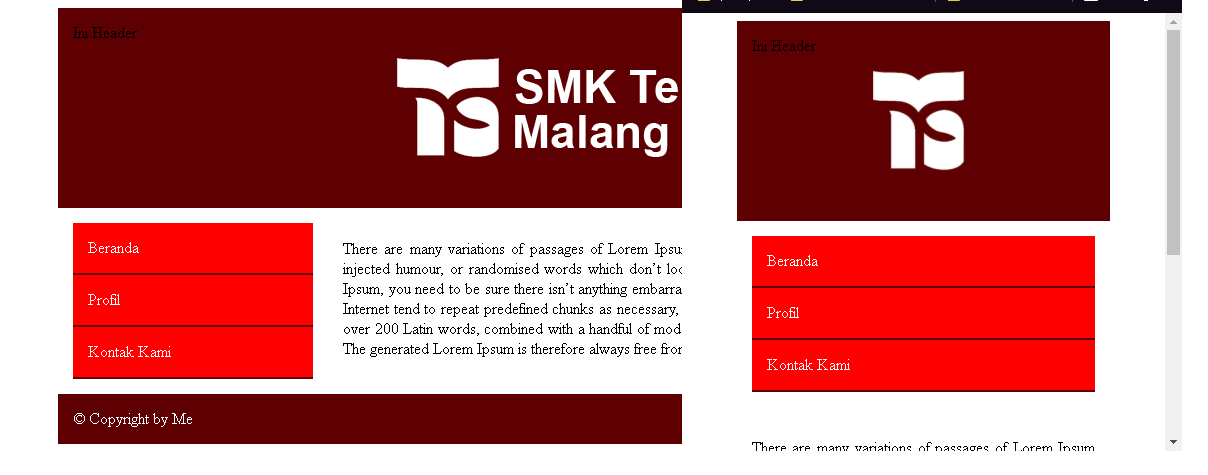 Ini Header
SMK Te
Malang
Beranda
Profil
Kontak Kami
There are many variations of passages of Lorem Ipsu
injected humour, or randomised words which don't loo
Ipsum, you need to be sure there isn't anything embarra
Internet tend to repeat predefined chunks as necessary,
over 200 Latin words, combined with a handful of mod
The generated Lorem Ipsum is therefore always free from
© Copyright by Me
Ini Header
Beranda
Profil
Kontak Kami
There are many variations of passages of Lorem Ipsum